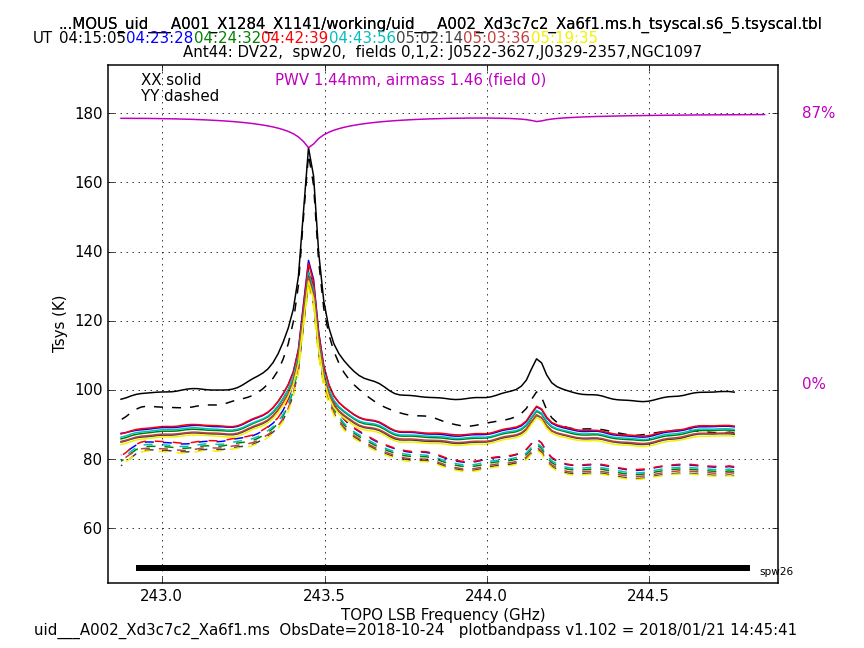 ...MOUS_uid___A001_X1284_X1141/working/uid___A002_Xd3c7c2_Xa6f1.ms.h_tsyscal.s6_5.tsyscal.tbl
UT 04:15:05 04:23:28 04:24:32 04:42:39 04:43:56 05:02:14 05:03:36 05:19:35
Ant44: DV22,  spw20,  fields 0,1,2: J0522-3627,J0329-2357,NGC1097
XX solid
PWV 1.44mm, airmass 1.46 (field 0)
YY dashed
180
87%
160
140
120
Tsys (K)
100
0%
80
60
spw26
243.0 243.5 244.0 244.5
TOPO LSB Frequency (GHz)
uid___A002_Xd3c7c2_Xa6f1.ms  ObsDate=2018-10-24   plotbandpass v1.102 = 2018/01/21 14:45:41